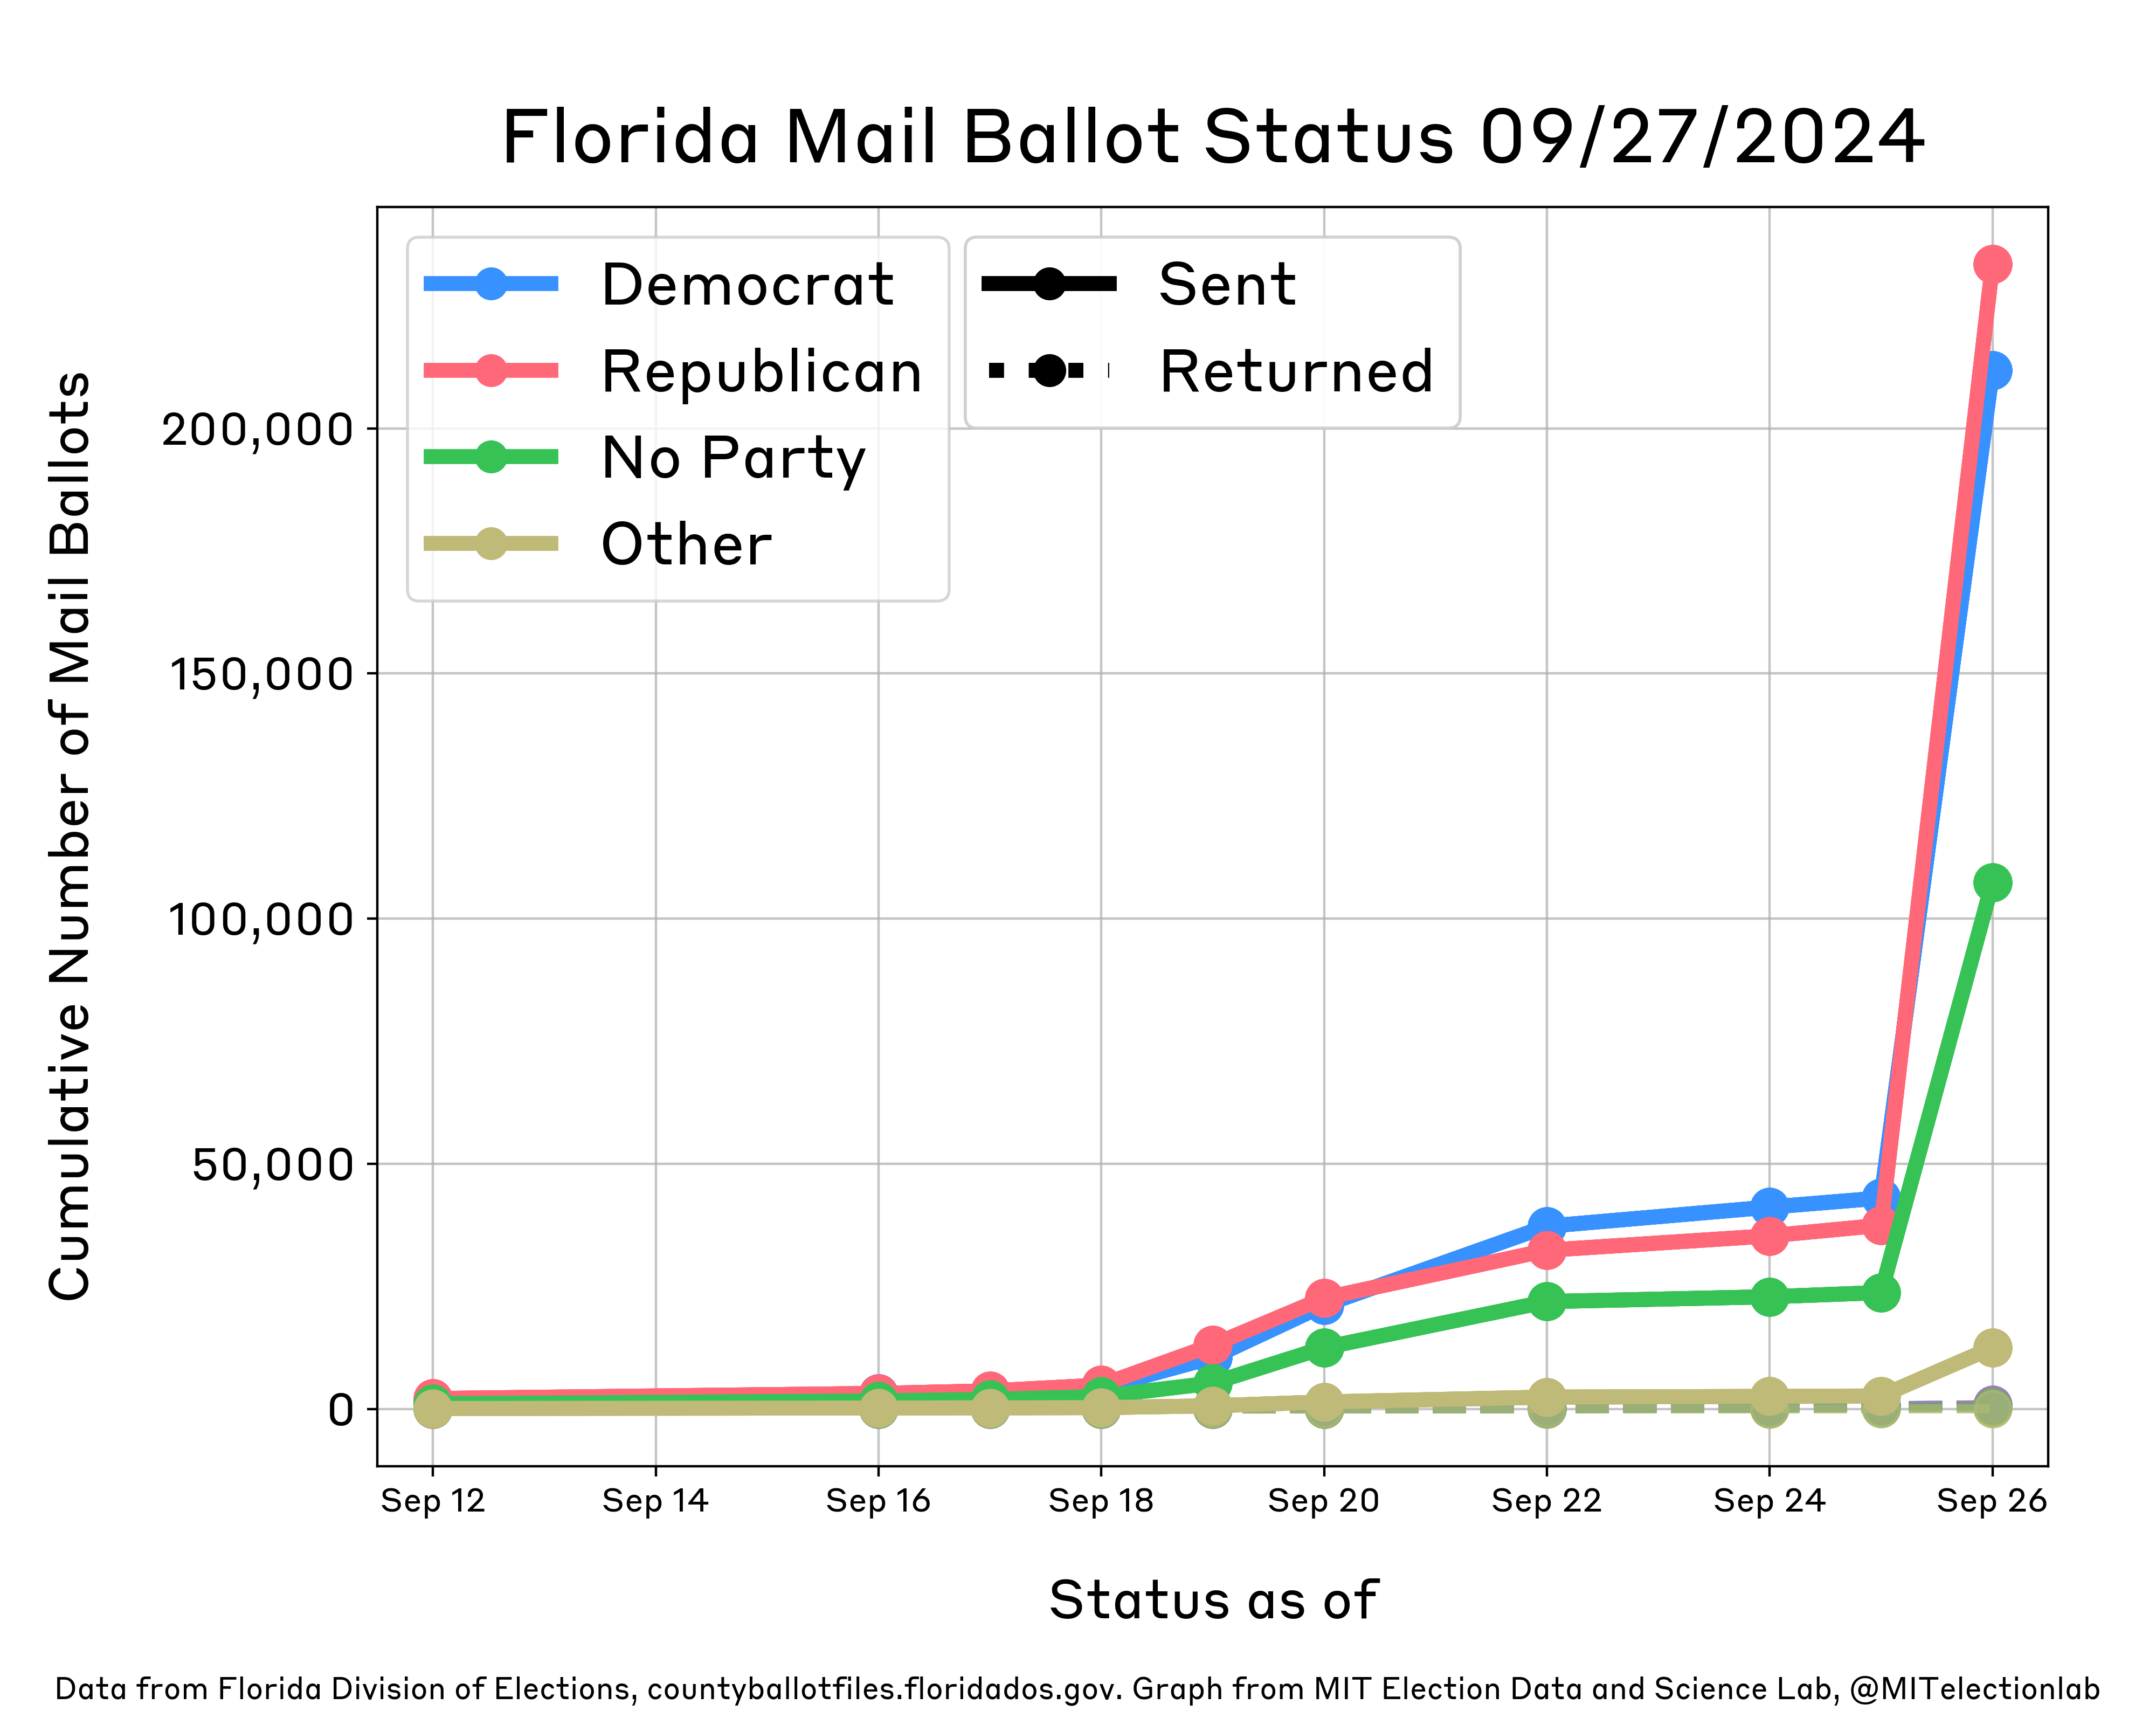 Florida Mail Ballot Status 09/27/2024
Democrat
Republican
No Party
Other
Sent
Returned
Cumulative Number of Mail Ballots
200,000
150,000
100,000
50,000
0
Sep 12 Sep 14 Sep 16 Sep 18 Sep 20 Sep 22 Sep 24 Sep 26
Status as of
Data from Florida Division of Elections, countyballotfiles.floridados.gov. Graph from MIT Election Data and Science Lab, @MITelectionlab